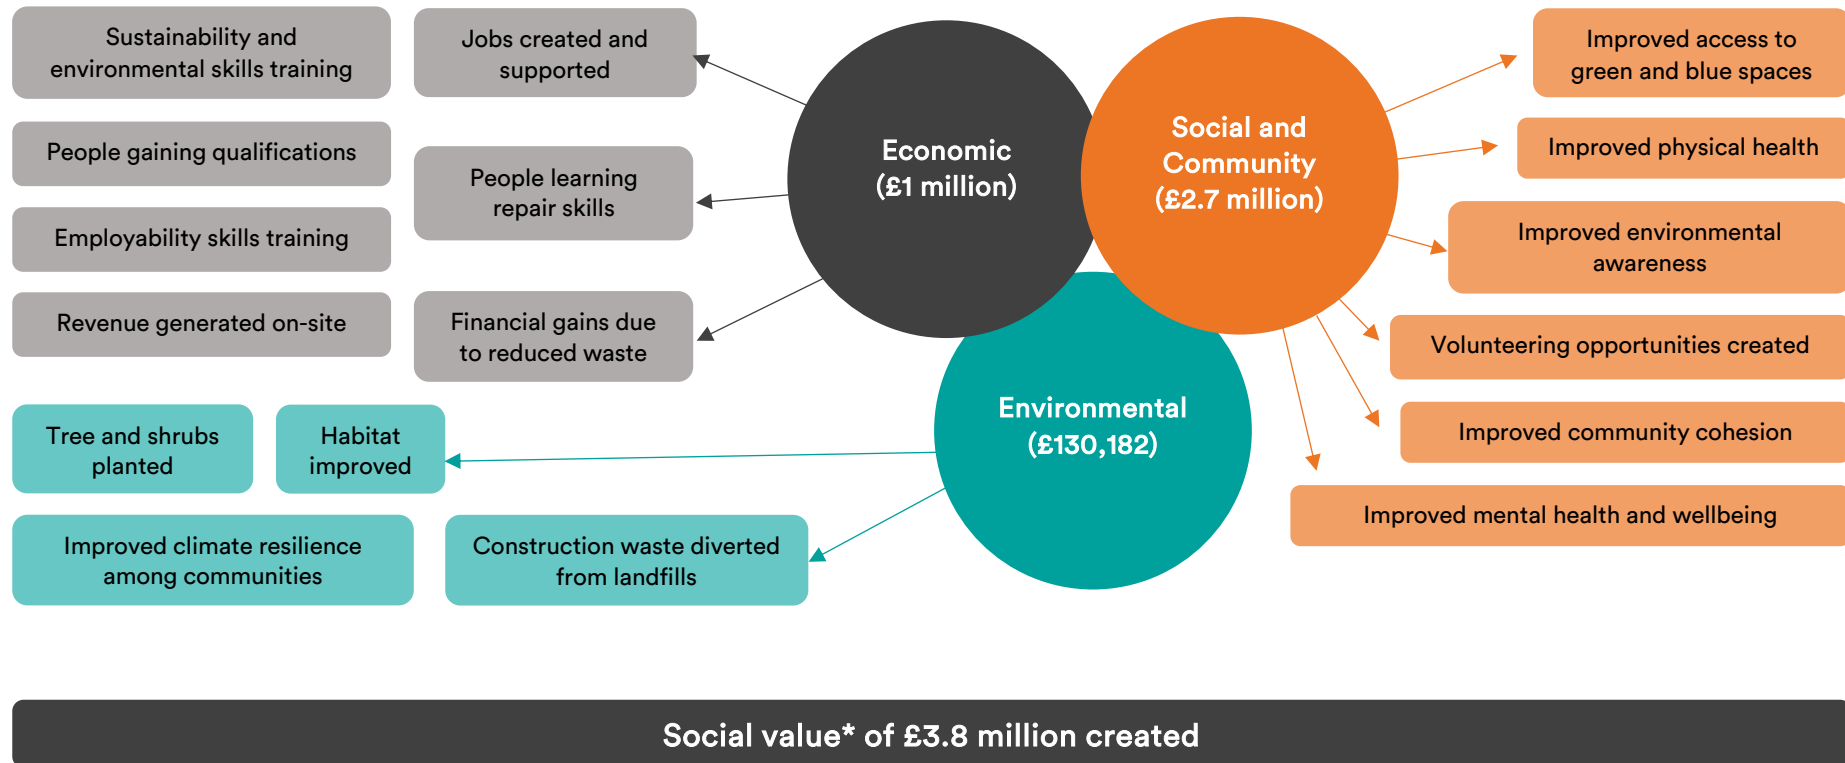 Sustainability and
environmental skills training
People gaining qualifications
Employability skills training
Revenue generated on-site
Jobs created and
supported
People learning
repair skills
Financial gains due
to reduced waste
Economic
(£1 million)
Social and
Community
(£2.7 million)
Environmental
(£130,182)
Improved access to
green and blue spaces
Improved physical health
Improved environmental
awareness
Volunteering opportunities created
Improved community cohesion
Improved mental health and wellbeing
Tree and shrubs
planted
Habitat
improved
Improved climate resilience
among communities
Construction waste diverted
from landfills
Social value* of £3.8 million created